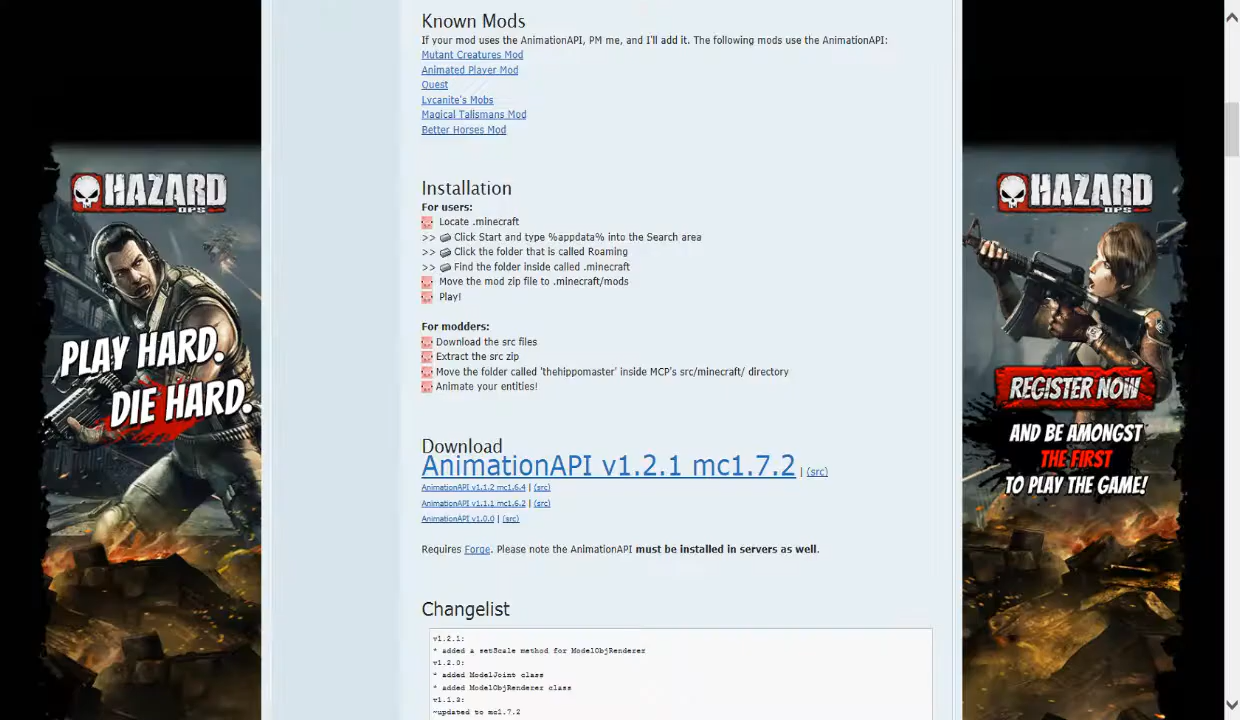 Known Mods
If your mod uses the AnimationAPI, PM me, and I'll add it. The following mods use the AnimationAPI:
Mutant Creatures Mod
Animated Player Mod
Quest
Lycanite's Mobs
Magical Talismans Mod
Better Horses Mod
Installation
For users:
Locate .minecraft
>> Click Start and type %appdata% into the Search area
>> Click the folder that is called Roaming
>> Find the folder inside called .minecraft
Move the mod zip file to .minecraft/mods
Play!
For modders:
Download the src files
Extract the src zip
Move the folder called 'thehippomaster' inside MCP's src/minecraft/ directory
Animate your entities!
Download
AnimationAPI v1.2.1 mc1.7.2 | (src)
AnimationAPI v1.1.2 mc1.6.4 | (src)
AnimationAPI v1.1.1 mc1.6.2 | (src)
AnimationAPI v1.0.0 | (src)
Requires Forge. Please note the AnimationAPI must be installed in servers as well.
Changelist
v1.2.1:
* added a setScale method for ModelObjRenderer
v1.2.0:
* added ModelJoint class
* added ModelObjRenderer class
v1.1.3:
~updated to mc1.7.2
HAZARD
OPS
PLAY HARD.
DIE HARD.
HAZARD
OPS
REGISTER NOW
AND BE AMONGST
THE FIRST
TO PLAY THE GAME!